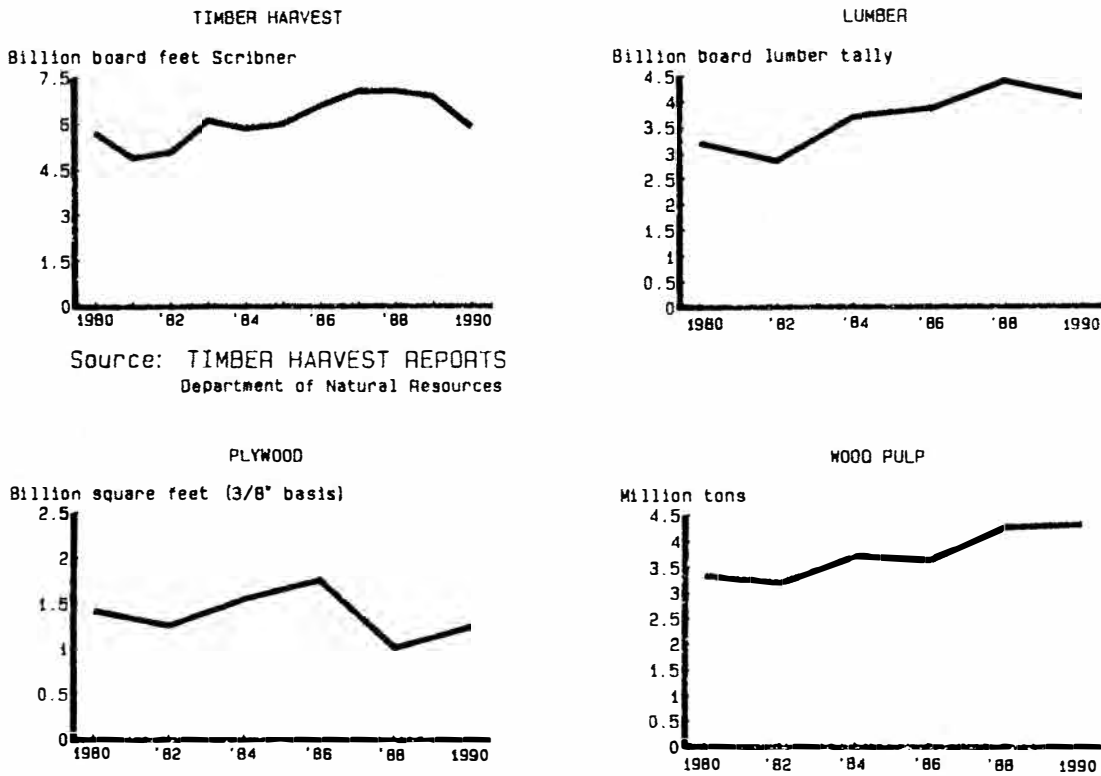 TIMBER HARVEST
Billion board feet Scribner
7.5
6
4.5
3
1.5
0
1980 '82 '84 '86 '88 1990
Source: TIMBER HARVEST REPORTS
Department of Natural Resources
LUMBER
Billion board lumber tally
4.5
4
3.5
3
2.5
2
1.5
1
0.5
0
1980 '82 '84 '86 '88 1990
PLYWOOD
Billion square feet (3/8" basis)
2.5
2
1.5
1
0.5
0
1980 '82 '84 '86 '88 1990
WOOD PULP
Million tons
4.5
4
3.5
3
2.5
2
1.5
1
0.5
0
1980 '82 '84 '86 '88 1990